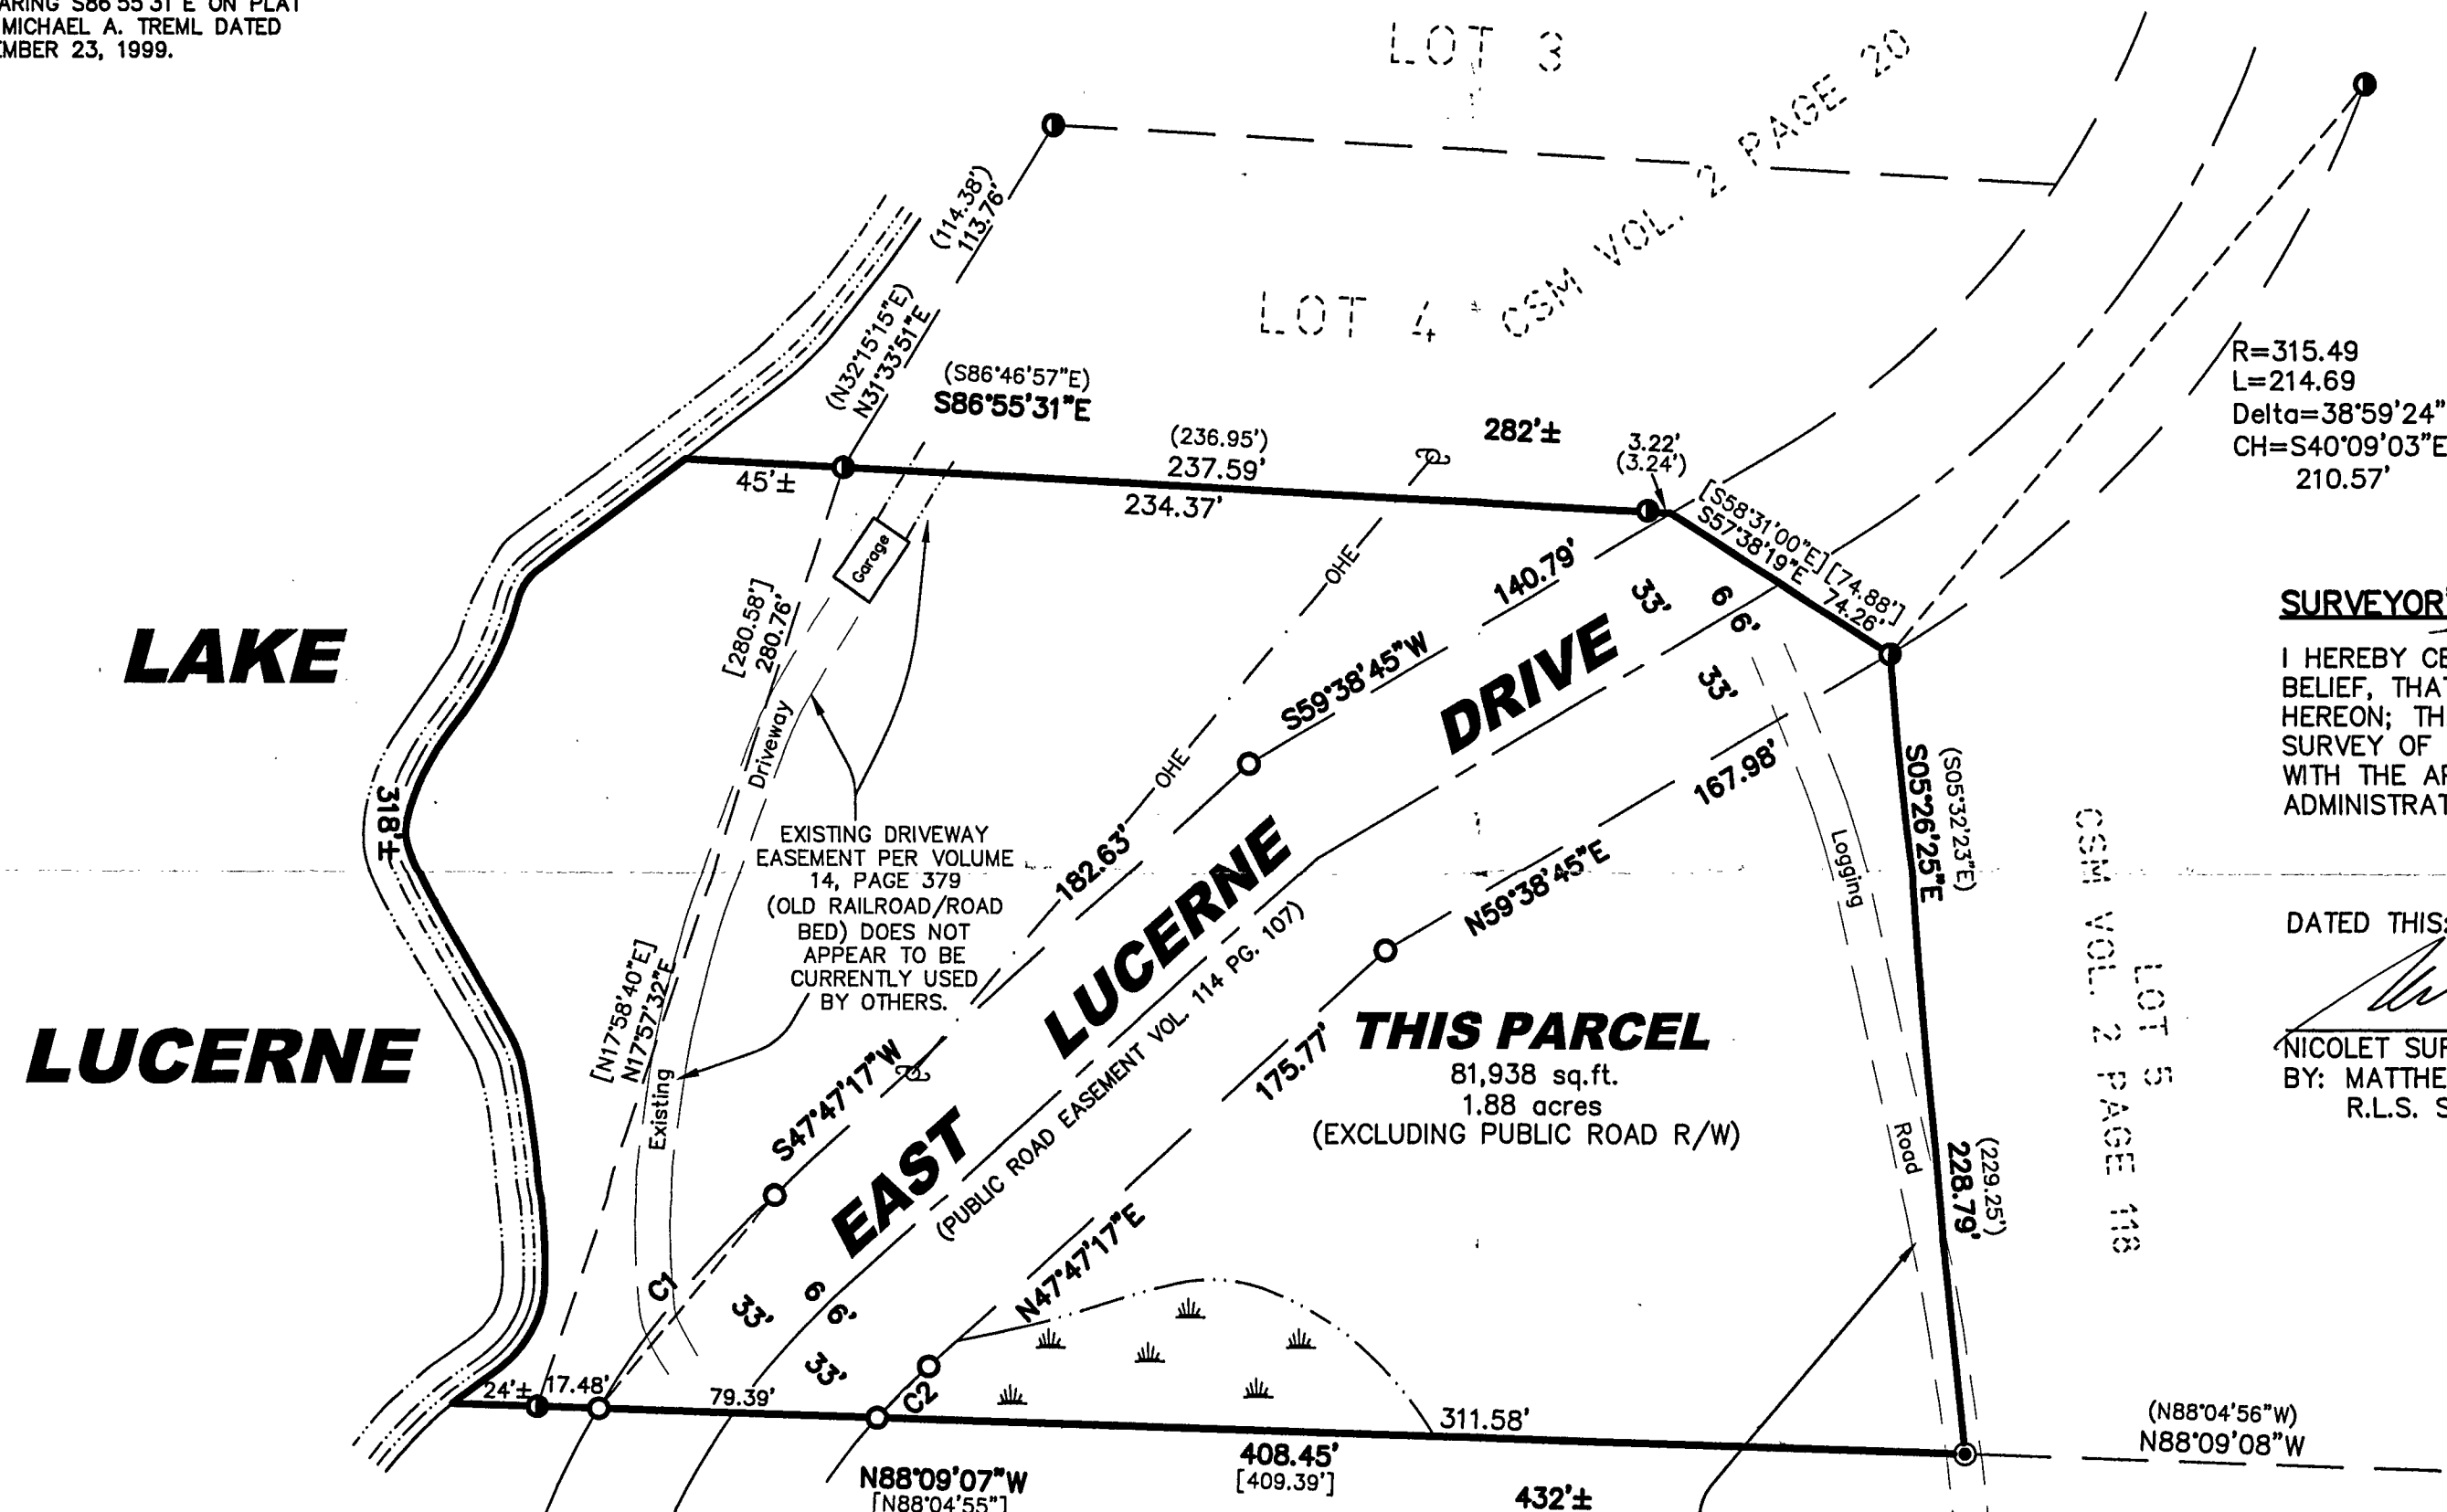 ARING S86°55'31"E ON PLAT
MICHAEL A. TREML DATED
EMBER 23, 1999.
LOT 3
CSM VOL. 2 PAGE 20
LOT 4
(114.38')
113.76'
(N32°15'15"E)
N31°33'51"E
(S86°46'57"E)
S86°55'31"E
(236.95')
237.59'
234.37'
282'±
3.22'
(3.24')
45'±
[S58°31'00"E] [74.88']
S57°38'19"E 74.26'
R=315.49
L=214.69
Delta=38°59'24"
CH=S40°09'03"E
210.57'
Garage
OHE
OHE
140.79'
S59°38'45"W
33'
66'
33'
[280.58']
280.76'
Driveway
LAKE
LUCERNE
318'±
EXISTING DRIVEWAY
EASEMENT PER VOLUME
14, PAGE 379
(OLD RAILROAD/ROAD
BED) DOES NOT
APPEAR TO BE
CURRENTLY USED
BY OTHERS.
182.63'
EAST LUCERNE DRIVE
(PUBLIC ROAD EASEMENT VOL. 114 PG. 107)
167.98'
N59°38'45"E
Logging
Road
S05°26'25"E
(S05°32'23"E)
228.79'
(229.25')
CSM VOL. 2 PAGE 118
LOT 5
SURVEYOR'
I HEREBY CE
BELIEF, THAT
HEREON; TH
SURVEY OF
WITH THE AP
ADMINISTRAT
DATED THIS:
NICOLET SUR
BY: MATTHE
R.L.S. S
[N17°58'40"E]
N17°57'32"E
Existing
S47°47'17"W
175.77'
THIS PARCEL
81,938 sq.ft.
1.88 acres
(EXCLUDING PUBLIC ROAD R/W)
N47°47'17"E
C1
33'
66'
33'
C2
24'±
17.48'
79.39'
311.58'
N88°09'07"W
[N88°04'55"]
408.45'
[409.39']
432'±
(N88°04'56"W)
N88°09'08"W